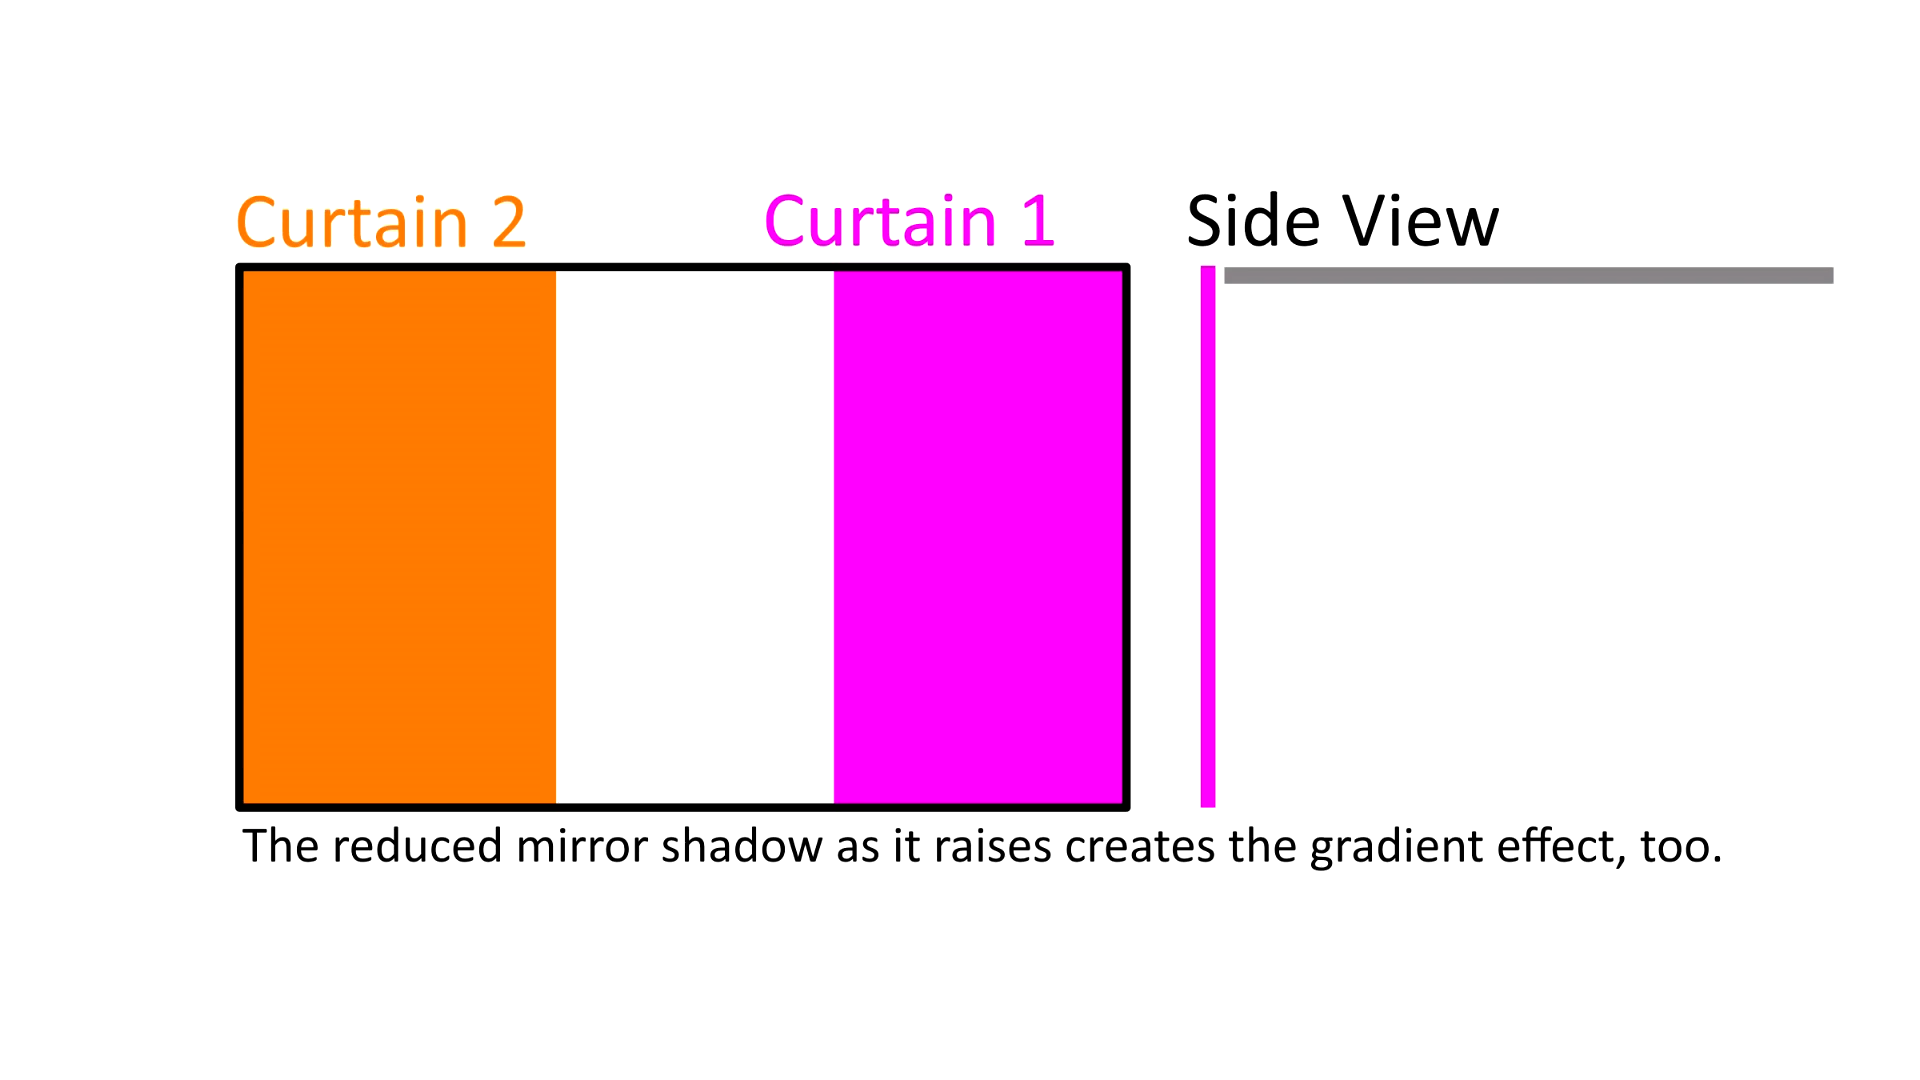 Curtain 2
Curtain 1
Side View
The reduced mirror shadow as it raises creates the gradient effect, too.